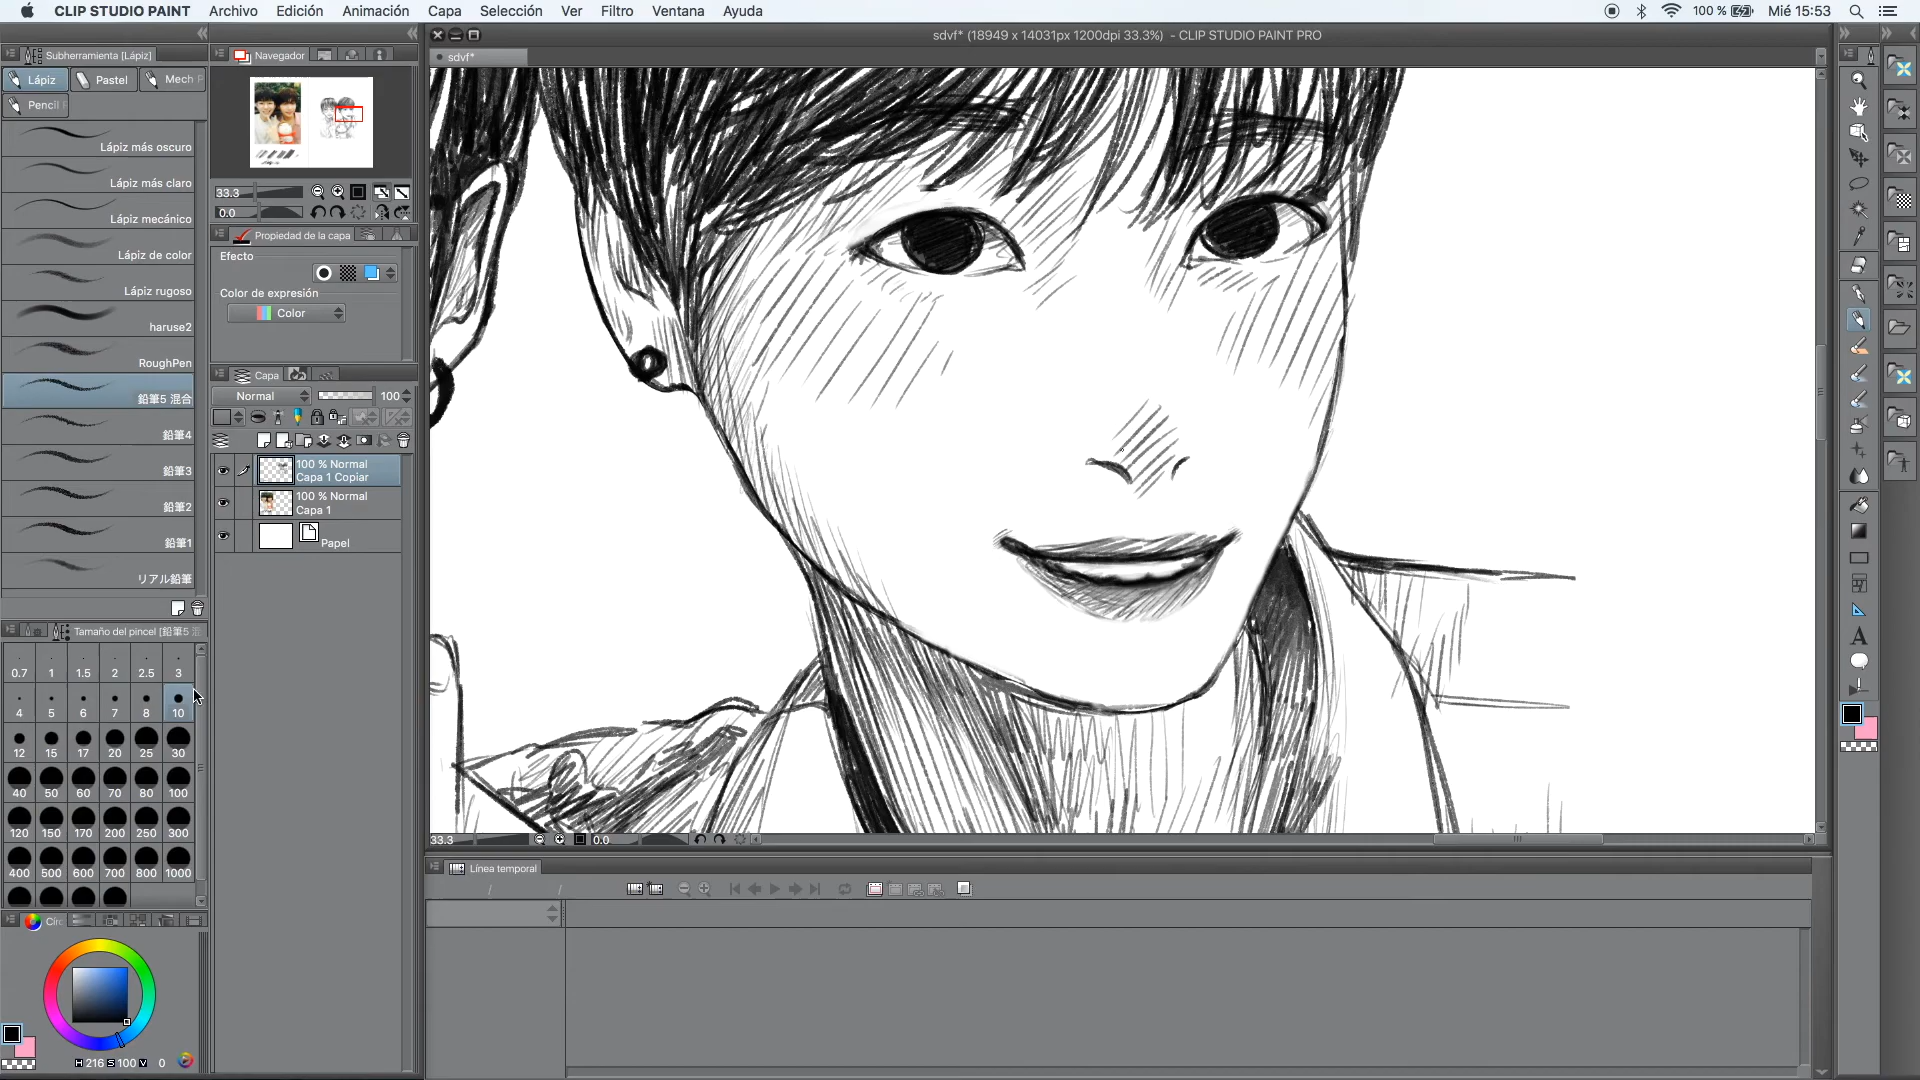 CLIP STUDIO PAINT Archivo Edición Animación Capa Selección Ver Filtro Ventana Ayuda 100 % Mié 15:53
sdvf* (18949 x 14031px 1200dpi 33.3%) - CLIP STUDIO PAINT PRO
sdvf*
Subherramienta [Lápiz]
Lápiz Pastel Mech P
Pencil
Lápiz más oscuro
Lápiz más claro
Lápiz mecánico
Lápiz de color
Lápiz rugoso
haruse2
RoughPen
鉛筆5 混合
鉛筆4
鉛筆3
鉛筆2
鉛筆1
リアル鉛筆
Tamaño del pincel [鉛筆5
0.7 1 1.5 2 2.5 3
4 5 6 7 8 10
12 15 17 20 25 30
40 50 60 70 80 100
120 150 170 200 250 300
400 500 600 700 800 1000
Círc
H 216 S 100 V 0
Navegador
33.3
0.0
Propiedad de la capa
Efecto
Color de expresión
Color
Capa
Normal 100
100 % Normal
Capa 1 Copiar
100 % Normal
Capa 1
Papel
33.3 0.0
Línea temporal
/ /
A